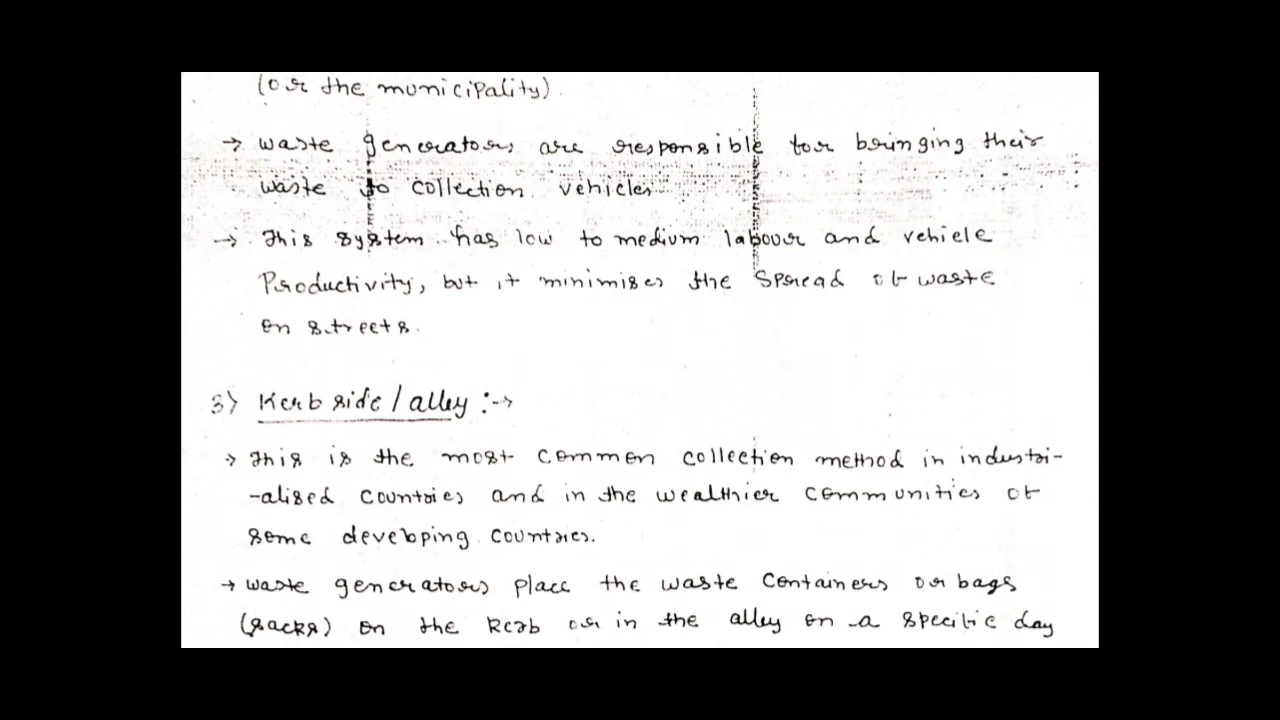 (or the municipality)
→ waste generators are responsible for bringing their
waste to collection vehicles
→ This system has low to medium labour and vehicle
Productivity, but it minimises the spread of waste
on streets.
3) Kerb side/alley :→
→ This is the most common collection method in industri-
-alised countries and in the wealthier communities of
some developing countries.
→ waste generators place the waste containers or bags
(sacks) on the kerb or in the alley on a specific day